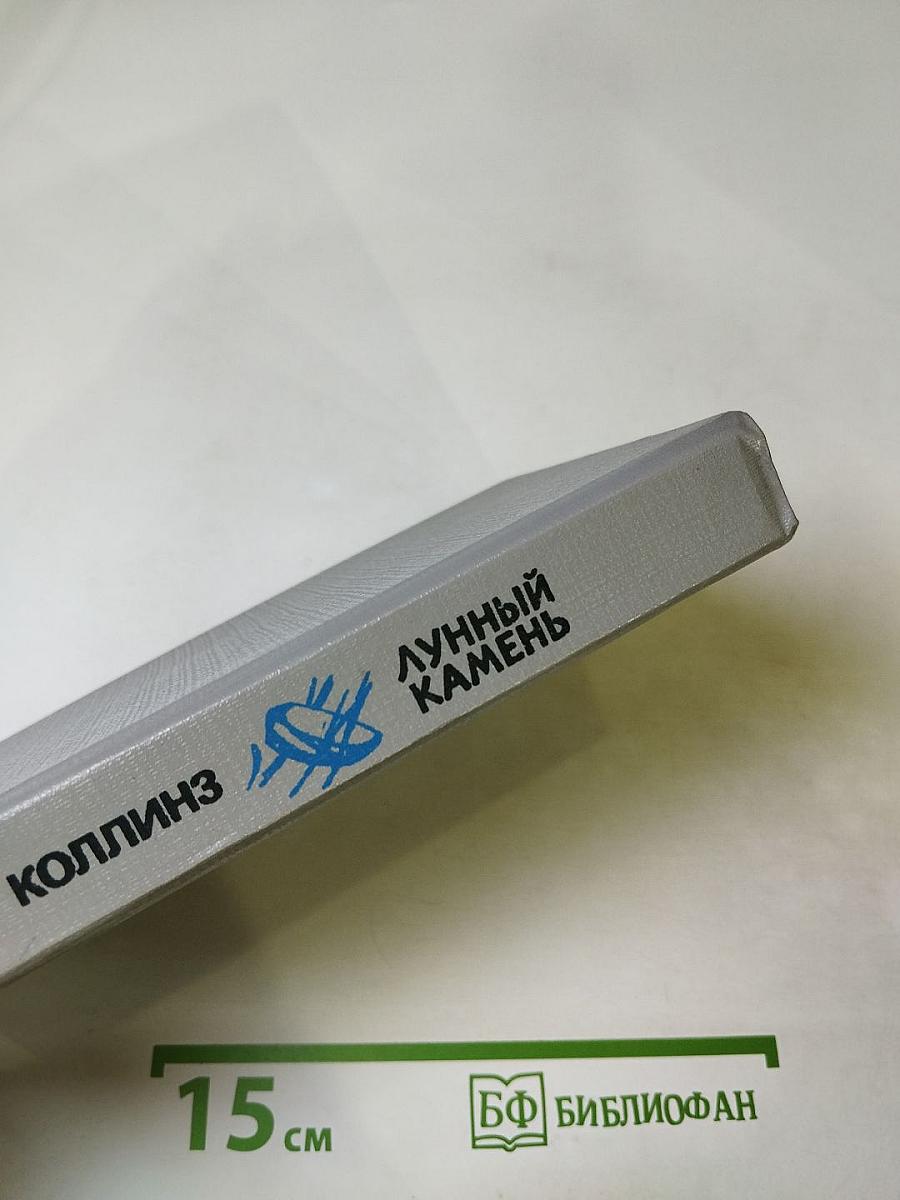 КОЛЛИНЗ
ЛУННЫЙ
КАМЕНЬ
15 см
БФ БИБЛИОФАН